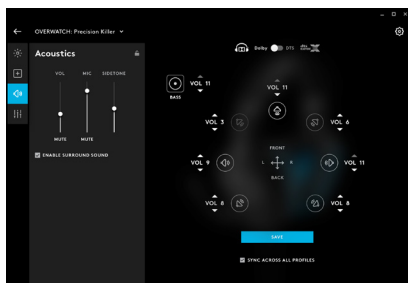 OVERWATCH: Precision Killer
Acoustics
Dolby DTS dts X
VOL MIC SIDETONE
MUTE MUTE
ENABLE SURROUND SOUND
VOL 11
BASS
VOL 11
VOL 3
VOL 6
FRONT
VOL 9
L R
VOL 11
BACK
VOL 8
VOL 8
SAVE
SYNC ACROSS ALL PROFILES